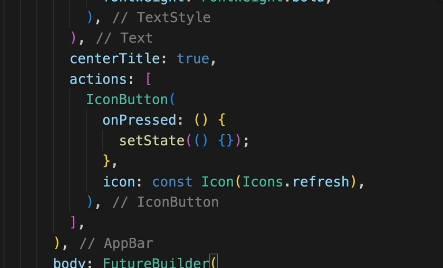 fontWeight: FontWeight.bold,
), // TextStyle
), // Text
centerTitle: true,
actions: [
IconButton(
onPressed: () {
setState(() {});
},
icon: const Icon(Icons.refresh),
), // IconButton
],
), // AppBar
body: FutureBuilder(